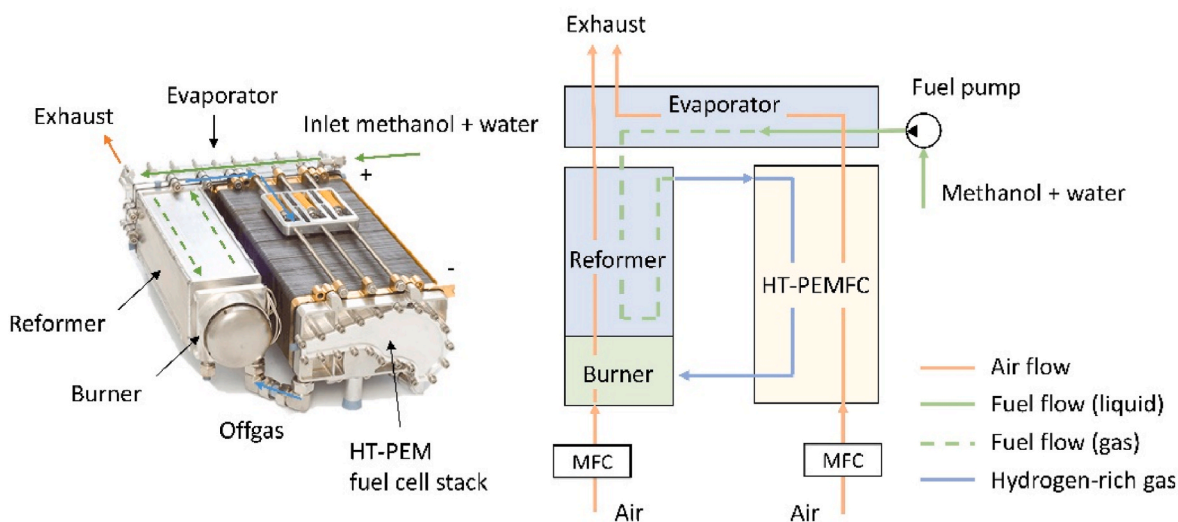 Exhaust
Evaporator
Inlet methanol + water
+
-
Reformer
Burner
Offgas
HT-PEM
fuel cell stack
Exhaust
Evaporator
Fuel pump
Methanol + water
Reformer
HT-PEMFC
Burner
MFC
MFC
Air
Air
Air flow
Fuel flow (liquid)
Fuel flow (gas)
Hydrogen-rich gas